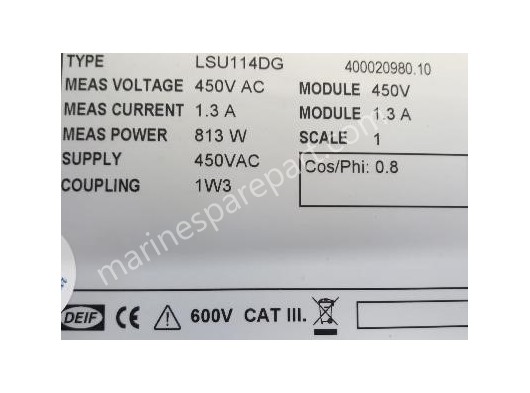 TYPE LSU114DG 400020980.10
MEAS VOLTAGE 450V AC MODULE 450V
MEAS CURRENT 1.3 A MODULE 1.3 A
MEAS POWER 813 W SCALE 1
SUPPLY 450VAC Cos/Phi: 0.8
COUPLING 1W3
marinesparepart.com
DEIF CE 600V CAT III.